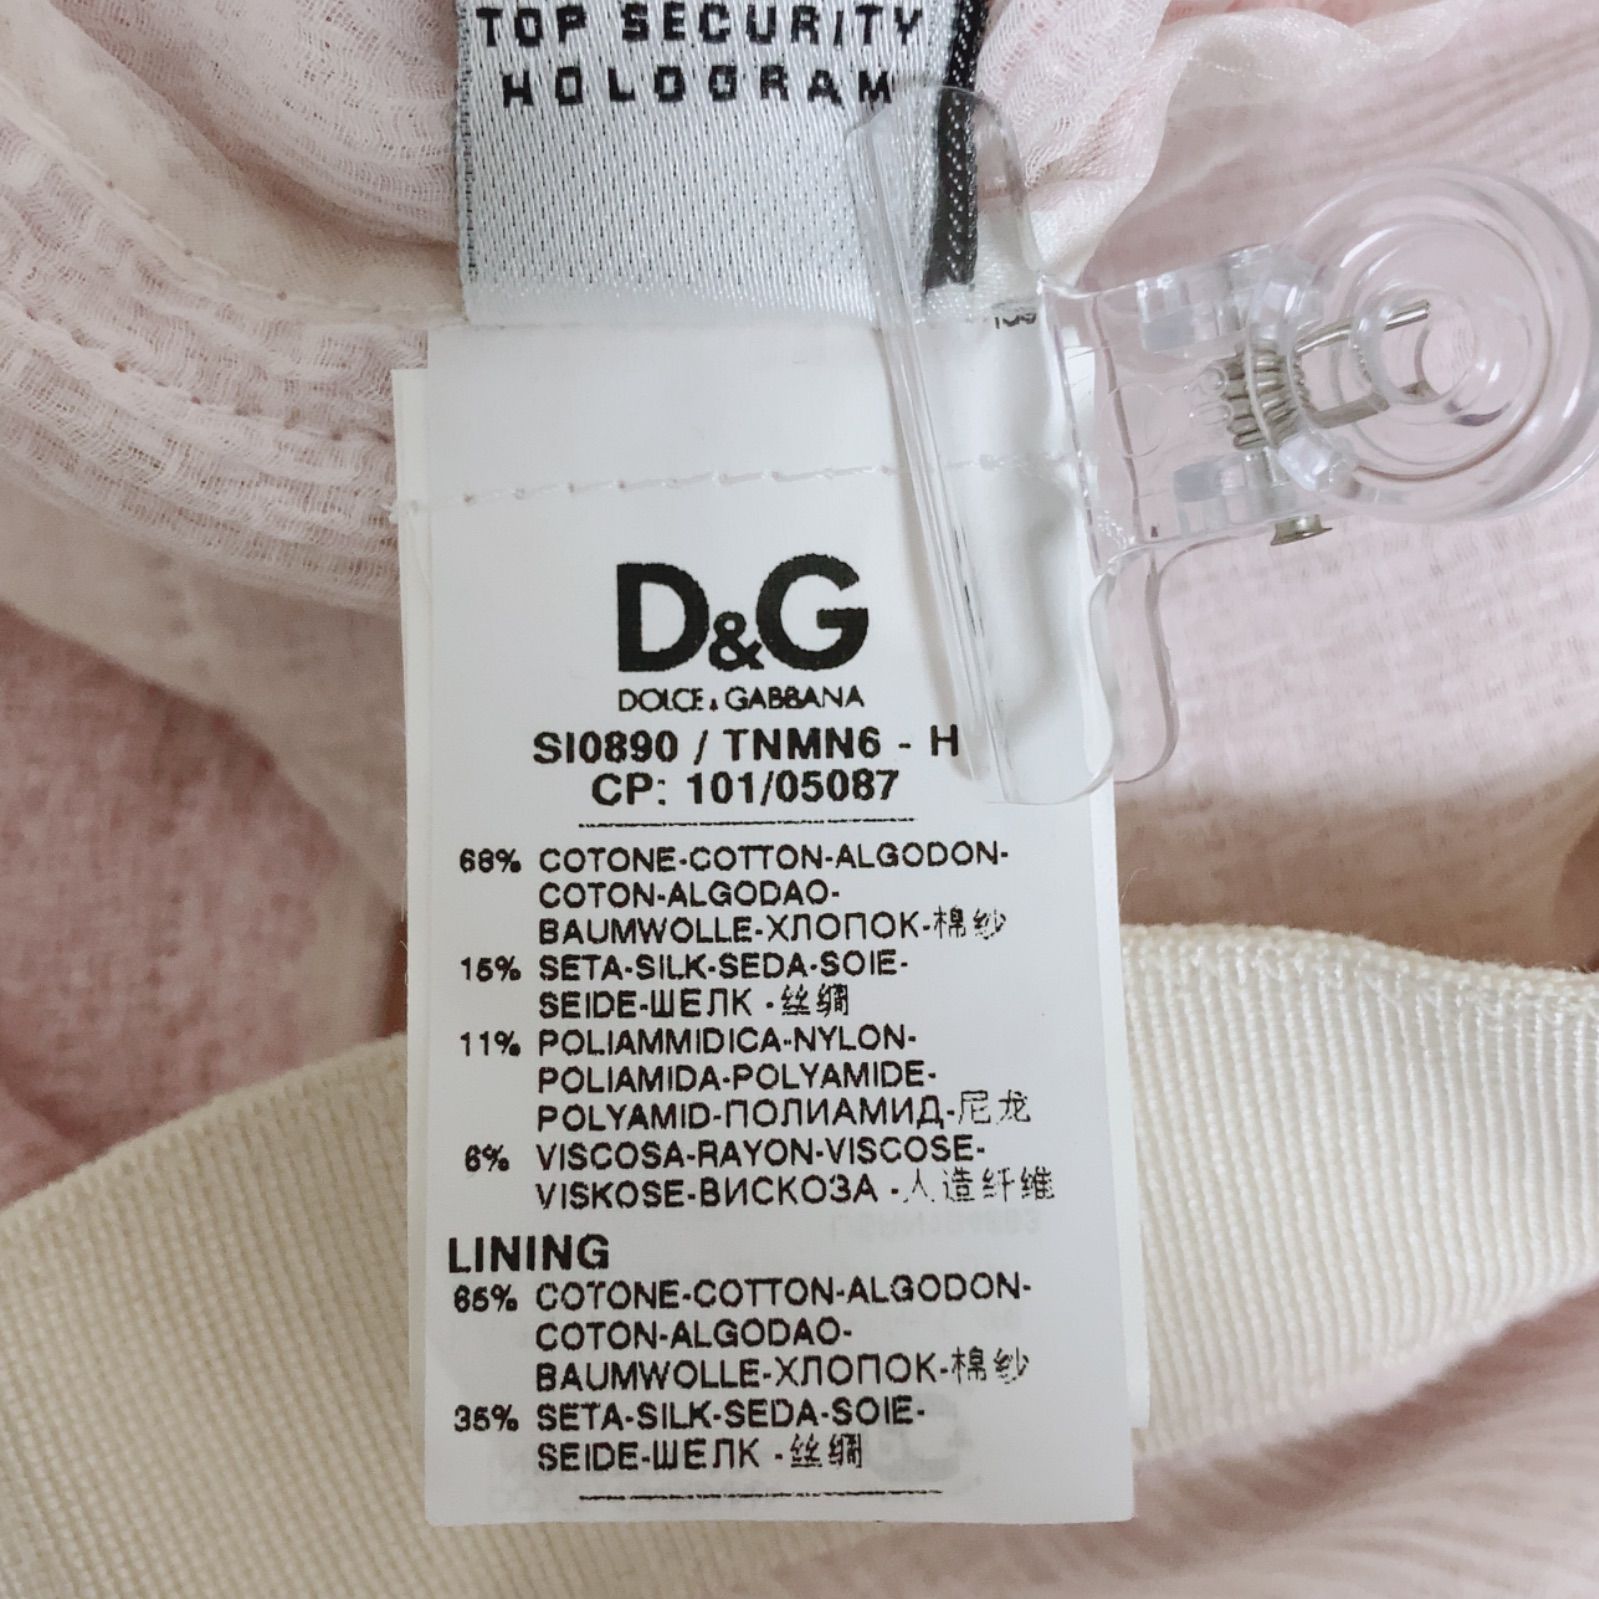 TOP SECURITY
HOLOGRAM
D&G
DOLCE & GABBANA
SI0890 / TNMN6 - H
CP: 101/05087
68% COTONE-COTTON-ALGODON-
COTON-ALGODAO-
BAUMWOLLE-ХЛОПОК-棉纱
15% SETA-SILK-SEDA-SOIE-
SEIDE-ШЕЛК -丝绸
11% POLIAMMIDICA-NYLON-
POLIAMIDA-POLYAMIDE-
POLYAMID-ПОЛИАМИД-尼龙
6% VISCOSA-RAYON-VISCOSE-
VISKOSE-ВИСКОЗА -人造纤维
LINING
65% COTONE-COTTON-ALGODON-
COTON-ALGODAO-
BAUMWOLLE-ХЛОПОК-棉纱
35% SETA-SILK-SEDA-SOIE-
SEIDE-ШЕЛК -丝绸